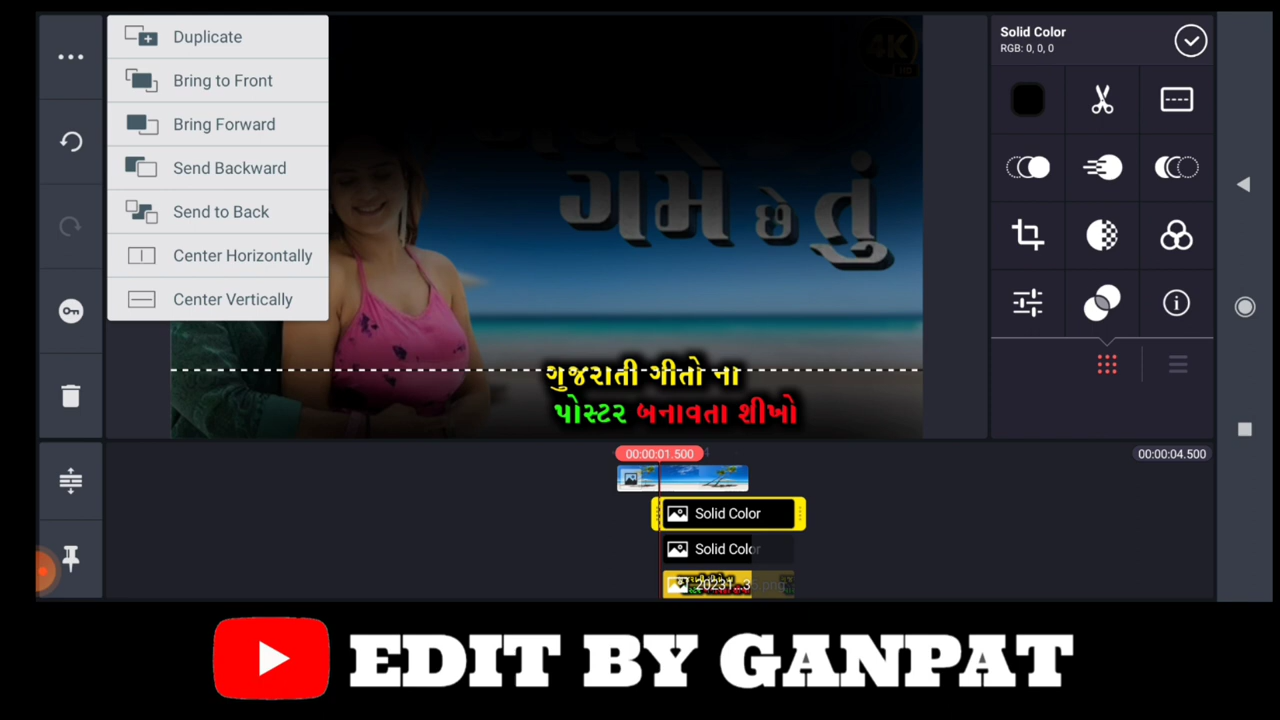 Duplicate
Bring to Front
Bring Forward
Send Backward
Send to Back
Center Horizontally
Center Vertically
4K
ગમે છે તું
ગુજરાતી ગીતો ના
પોસ્ટર બનાવતા શીખો
Solid Color
RGB: 0, 0, 0
00:00:01.500
00:00:04.500
Solid Color
Solid Color
EDIT BY GANPAT